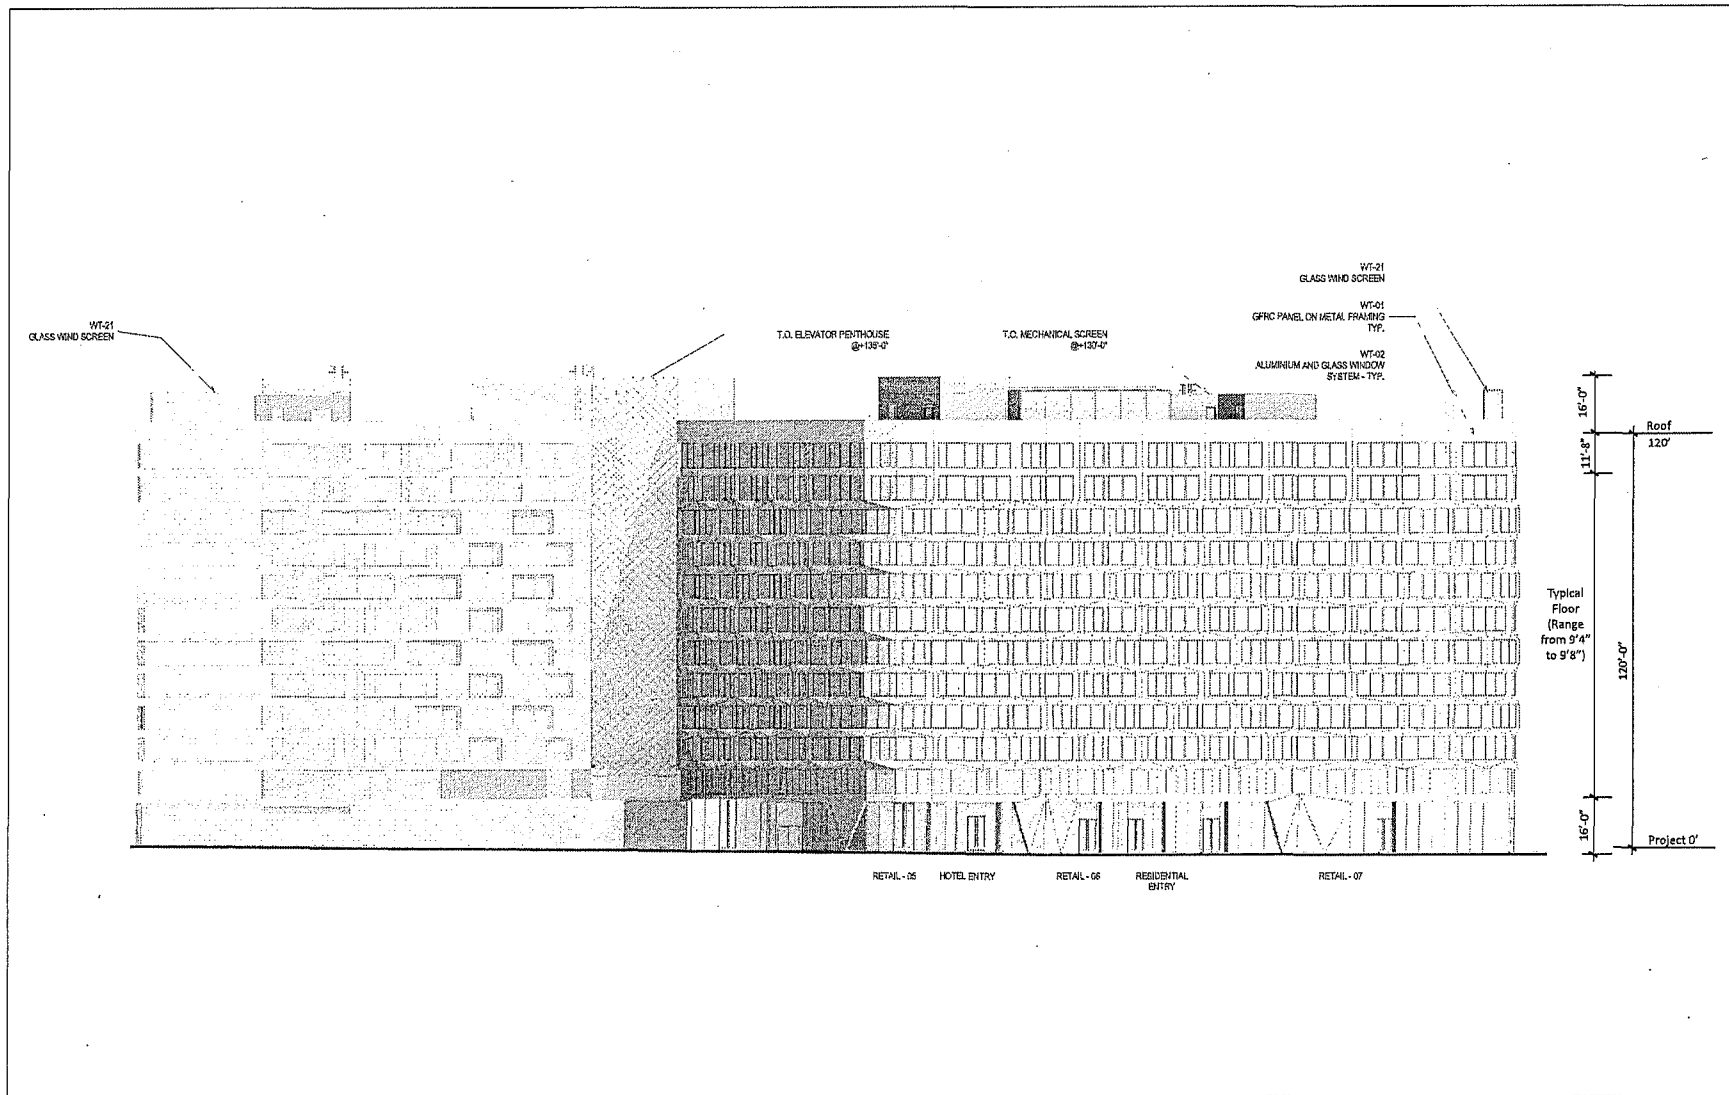 WT-21
GLASS WIND SCREEN
WT-21
GLASS WIND SCREEN
WT-01
GFRC PANEL ON METAL FRAMING
TYP.
WT-02
ALUMINIUM AND GLASS WINDOW
SYSTEM - TYP.
T.O. ELEVATOR PENTHOUSE
@+136'-0"
T.O. MECHANICAL SCREEN
@+130'-0"
16'-0"
Roof
120'
11'-8"
Typical
Floor
(Range
from 9'4"
to 9'8")
120'-0"
16'-0"
Project 0'
RETAIL - 05
HOTEL ENTRY
RETAIL - 06
RESIDENTIAL
ENTRY
RETAIL - 07